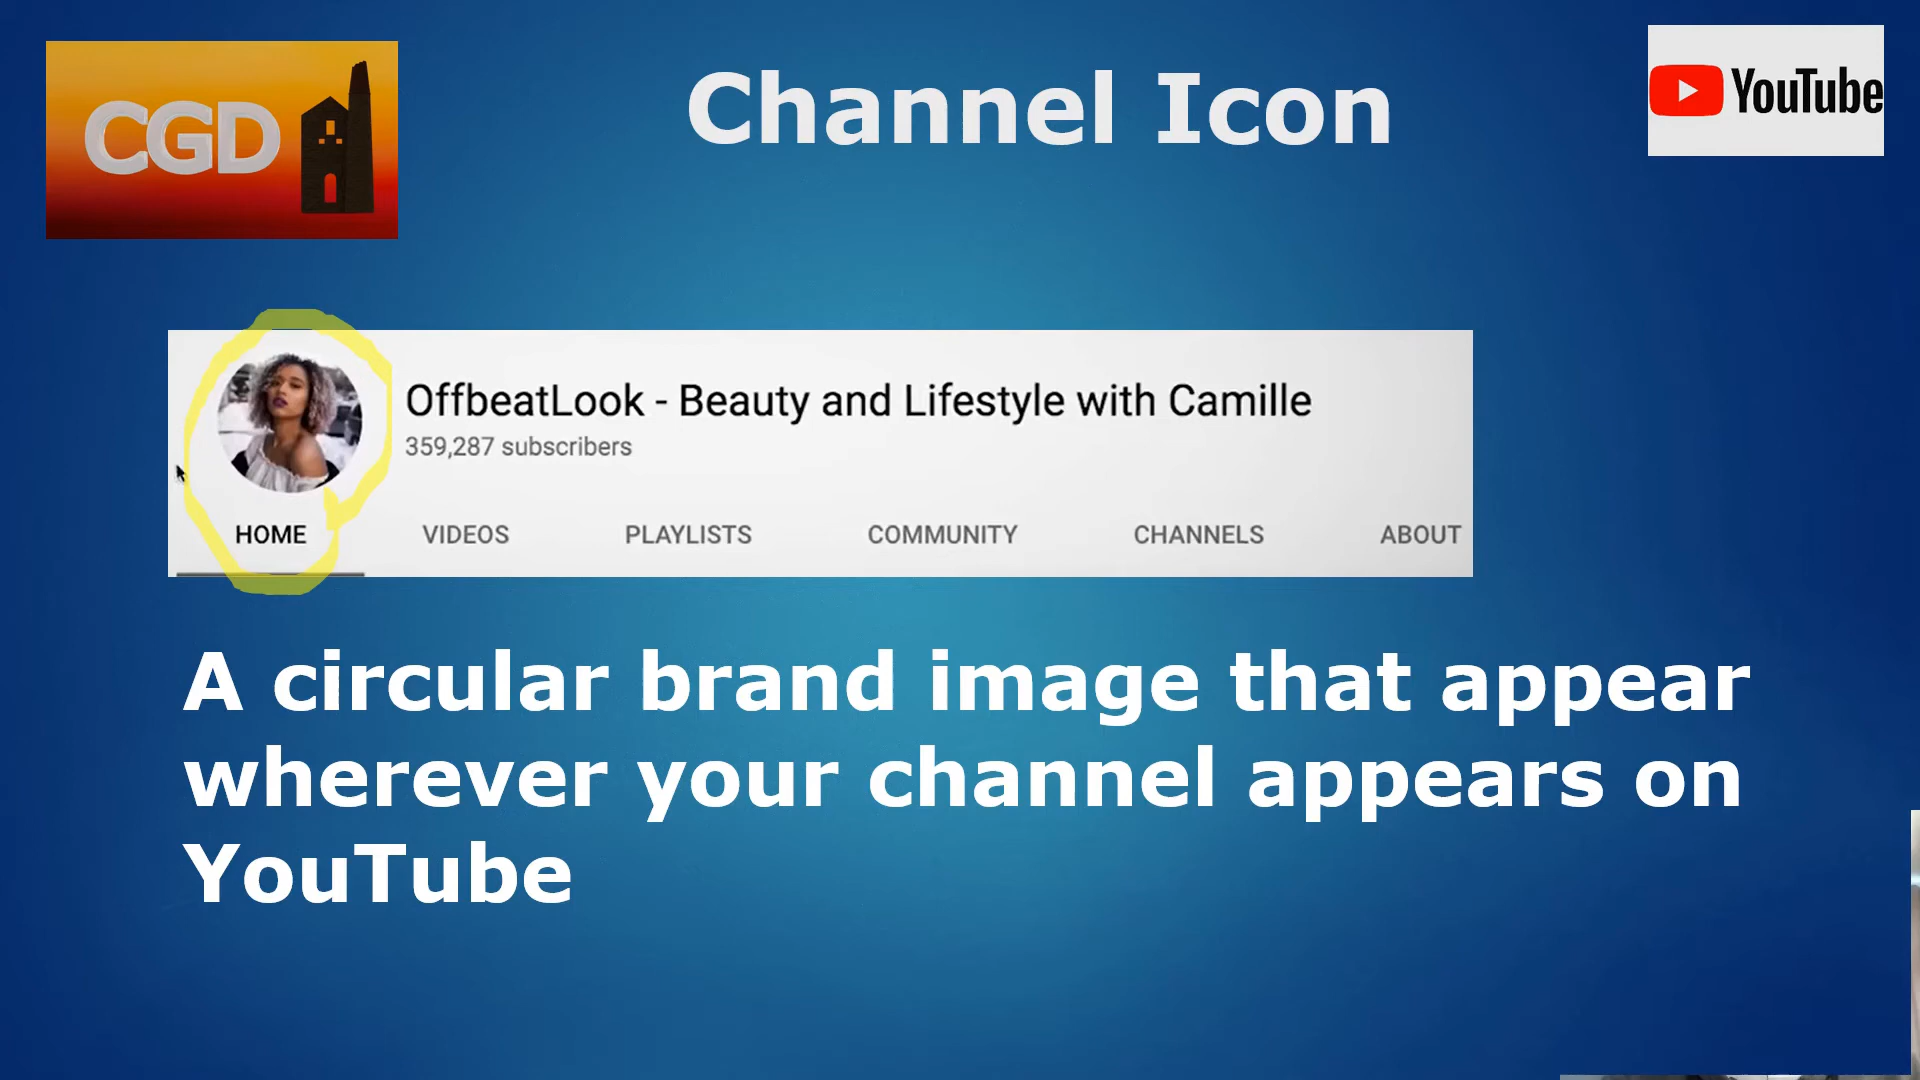 CGD
Channel Icon
YouTube
OffbeatLook - Beauty and Lifestyle with Camille
359,287 subscribers
HOME VIDEOS PLAYLISTS COMMUNITY CHANNELS ABOUT
A circular brand image that appear
wherever your channel appears on
YouTube